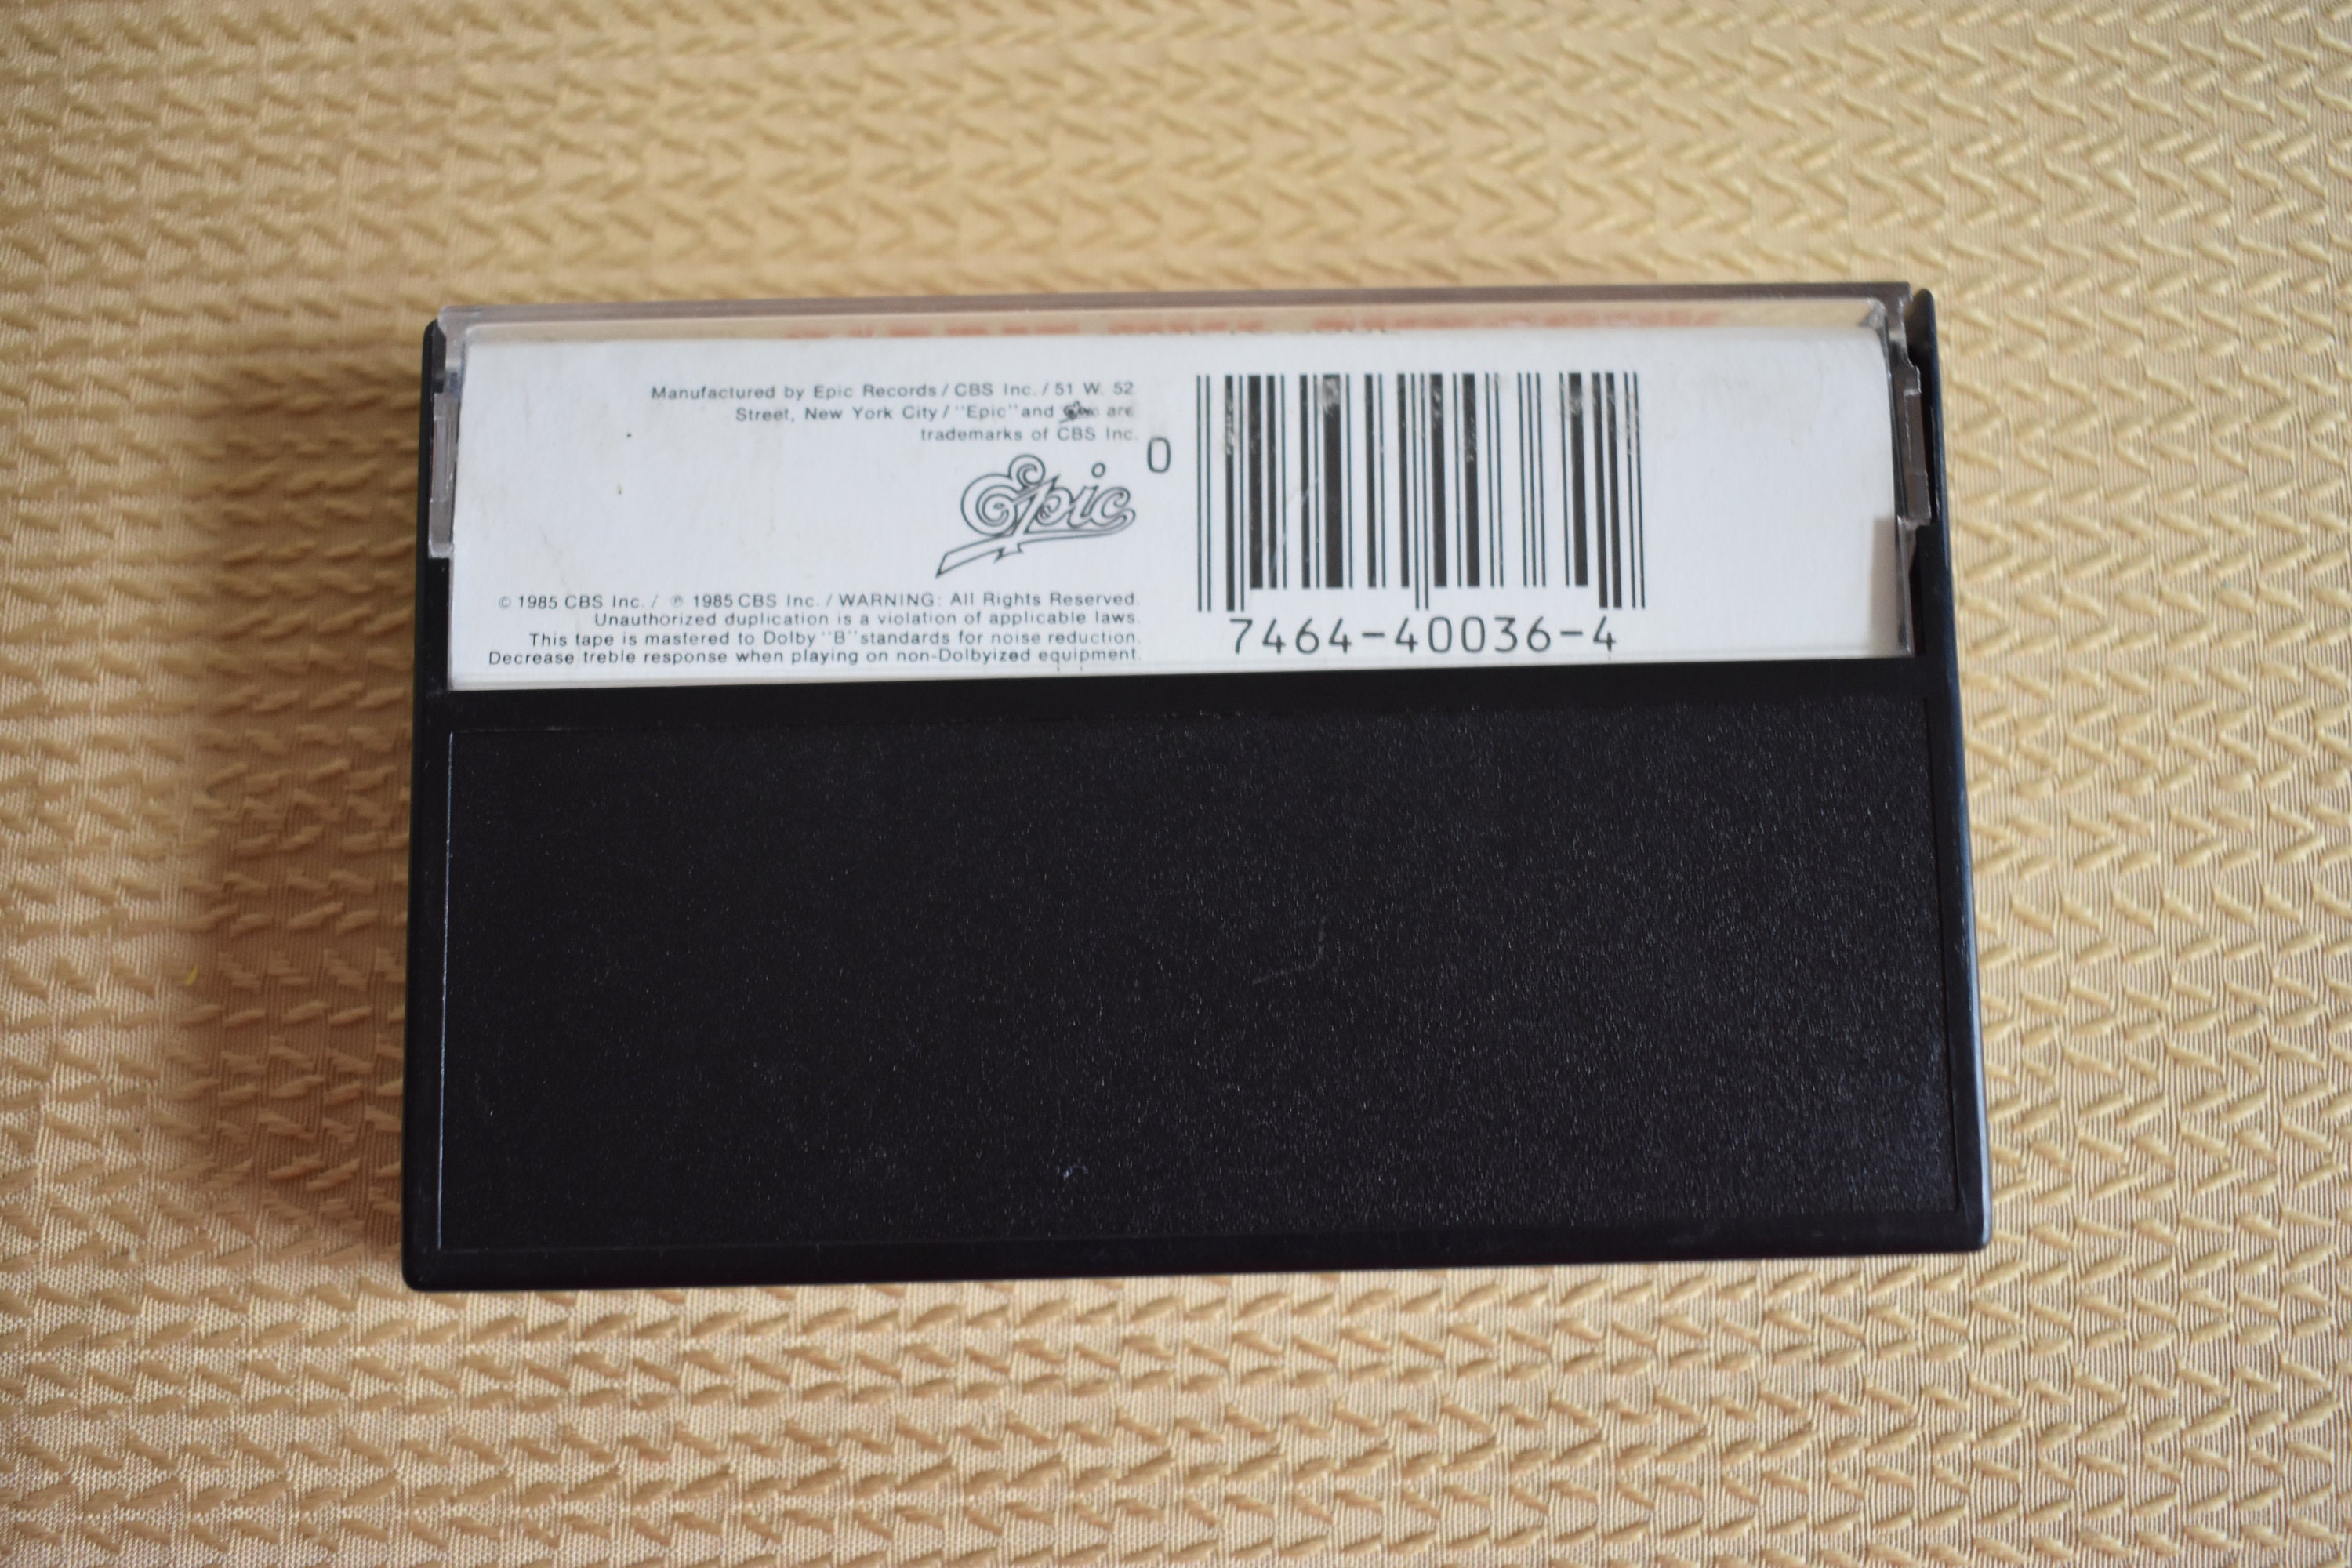 Manufactured by Epic Records / CBS Inc. / 51 W. 52
Street, New York City / "Epic" and Epic are
trademarks of CBS Inc.
Epic
© 1985 CBS Inc. / ℗ 1985 CBS Inc. / WARNING: All Rights Reserved.
Unauthorized duplication is a violation of applicable laws.
This tape is mastered to Dolby "B" standards for noise reduction.
Decrease treble response when playing on non-Dolbyized equipment.
0
7464-40036-4